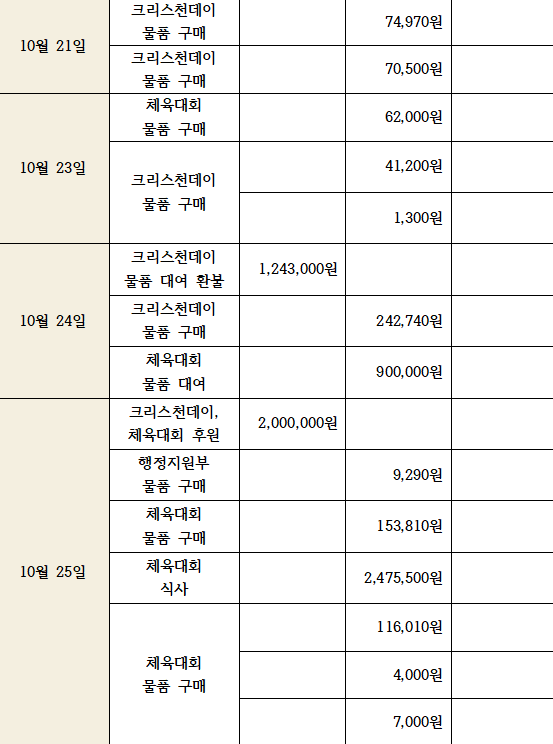 10월 21일
크리스천데이
물품 구매
74,970원
크리스천데이
물품 구매
70,500원
10월 23일
체육대회
물품 구매
62,000원
크리스천데이
물품 구매
41,200원
1,300원
10월 24일
크리스천데이
물품 대여 환불
1,243,000원
크리스천데이
물품 구매
242,740원
체육대회
물품 대여
900,000원
10월 25일
크리스천데이,
체육대회 후원
2,000,000원
행정지원부
물품 구매
9,290원
체육대회
물품 구매
153,810원
체육대회
식사
2,475,500원
체육대회
물품 구매
116,010원
4,000원
7,000원